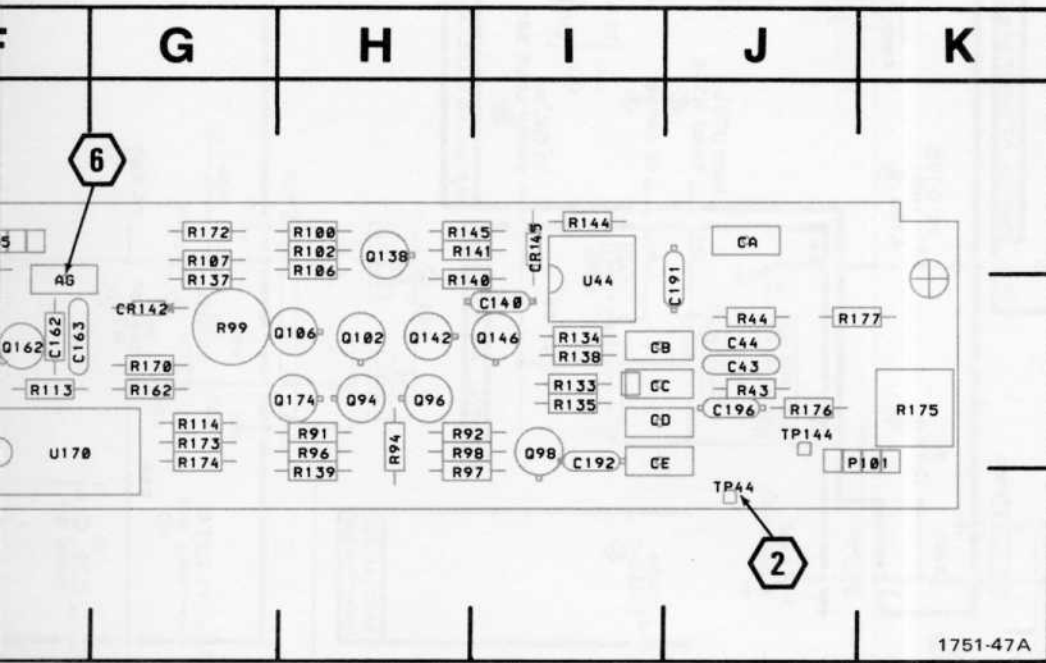 F G H I J K
6
R172 R100 R145 R144
R102 R141 CR145 CA
R107 Q138
R137 R106 R140 U44 C191
AG
CR142 C140
R99 R44 R177
Q162 C162 C163 Q106 Q102 Q142 Q146 R134 C44
R138 CB
R170 C43
R113 R162 R133 CC R43
Q174 Q94 Q96 R135 C196 R176 R175
R114 CD
R91 R94 R92 TP144
R173
U170 R96 R98 Q98
R174 C192 CE P101
R139 R97
TP44
2
1751-47A